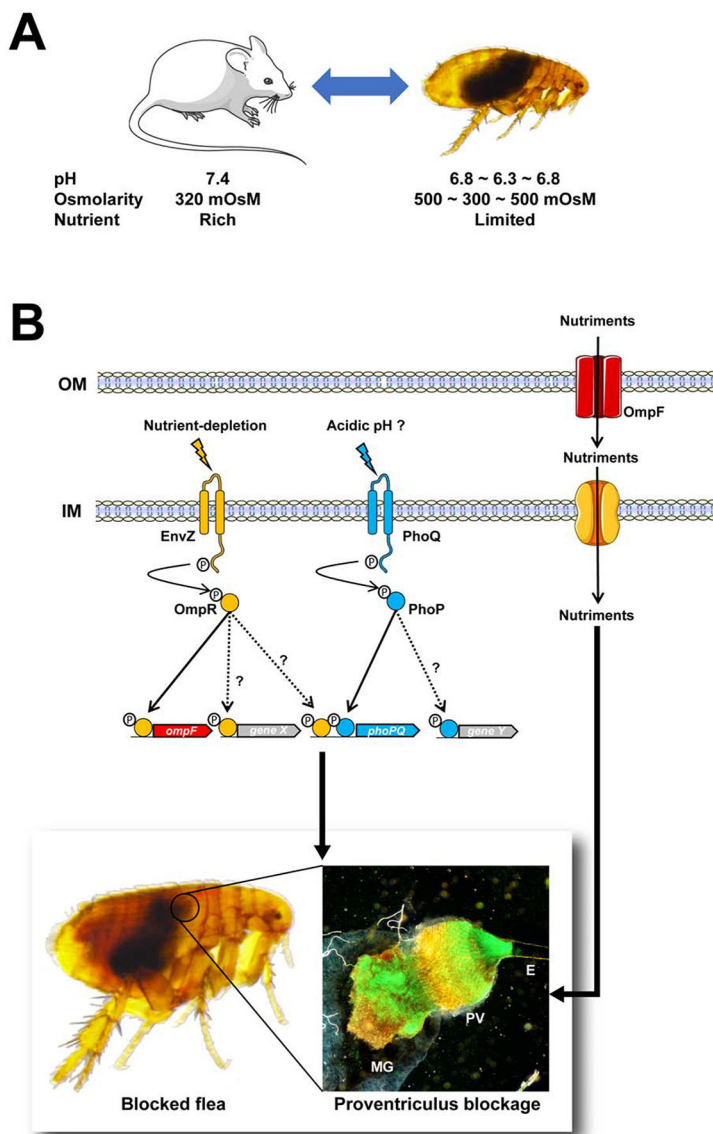 A
pH 7.4 6.8 ~ 6.3 ~ 6.8
Osmolarity 320 mOsM 500 ~ 300 ~ 500 mOsM
Nutrient Rich Limited
B
Nutriments
OM
OmpF
Nutrient-depletion Acidic pH ?
Nutriments
IM
EnvZ PhoQ
P P
P P
OmpR PhoP
Nutriments
? ? ?
P P P P P
ompF gene X phoPQ gene Y
E
PV
MG
Blocked flea Proventriculus blockage